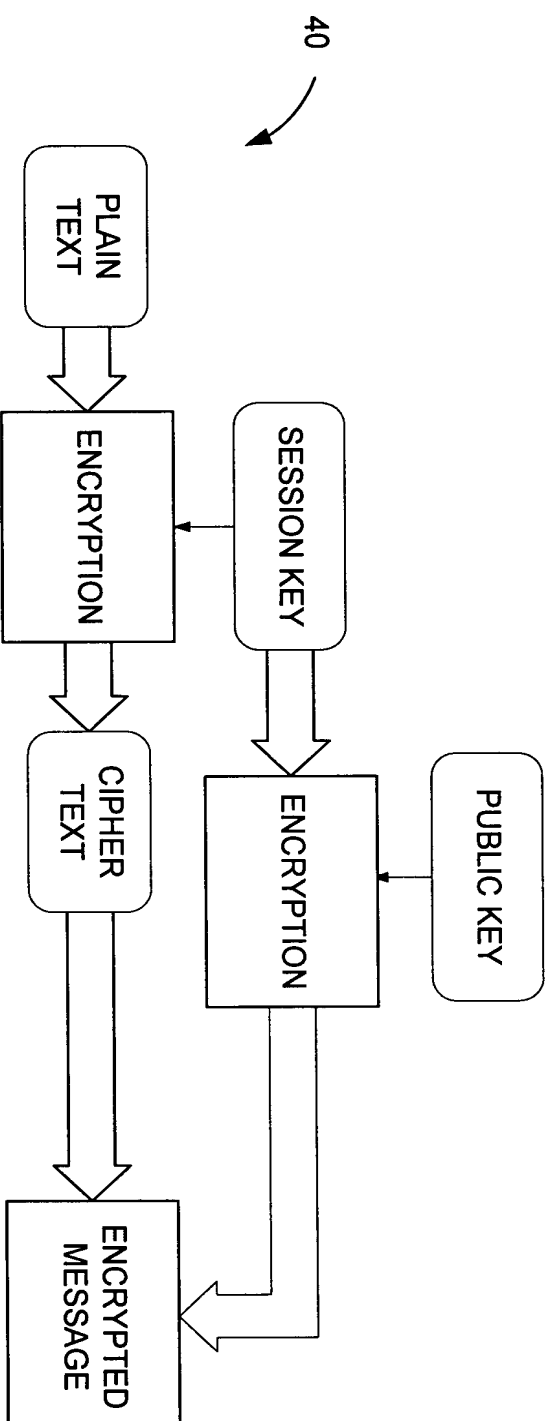 40
PUBLIC KEY
SESSION KEY
ENCRYPTION
PLAIN
TEXT
ENCRYPTION
CIPHER
TEXT
ENCRYPTED
MESSAGE